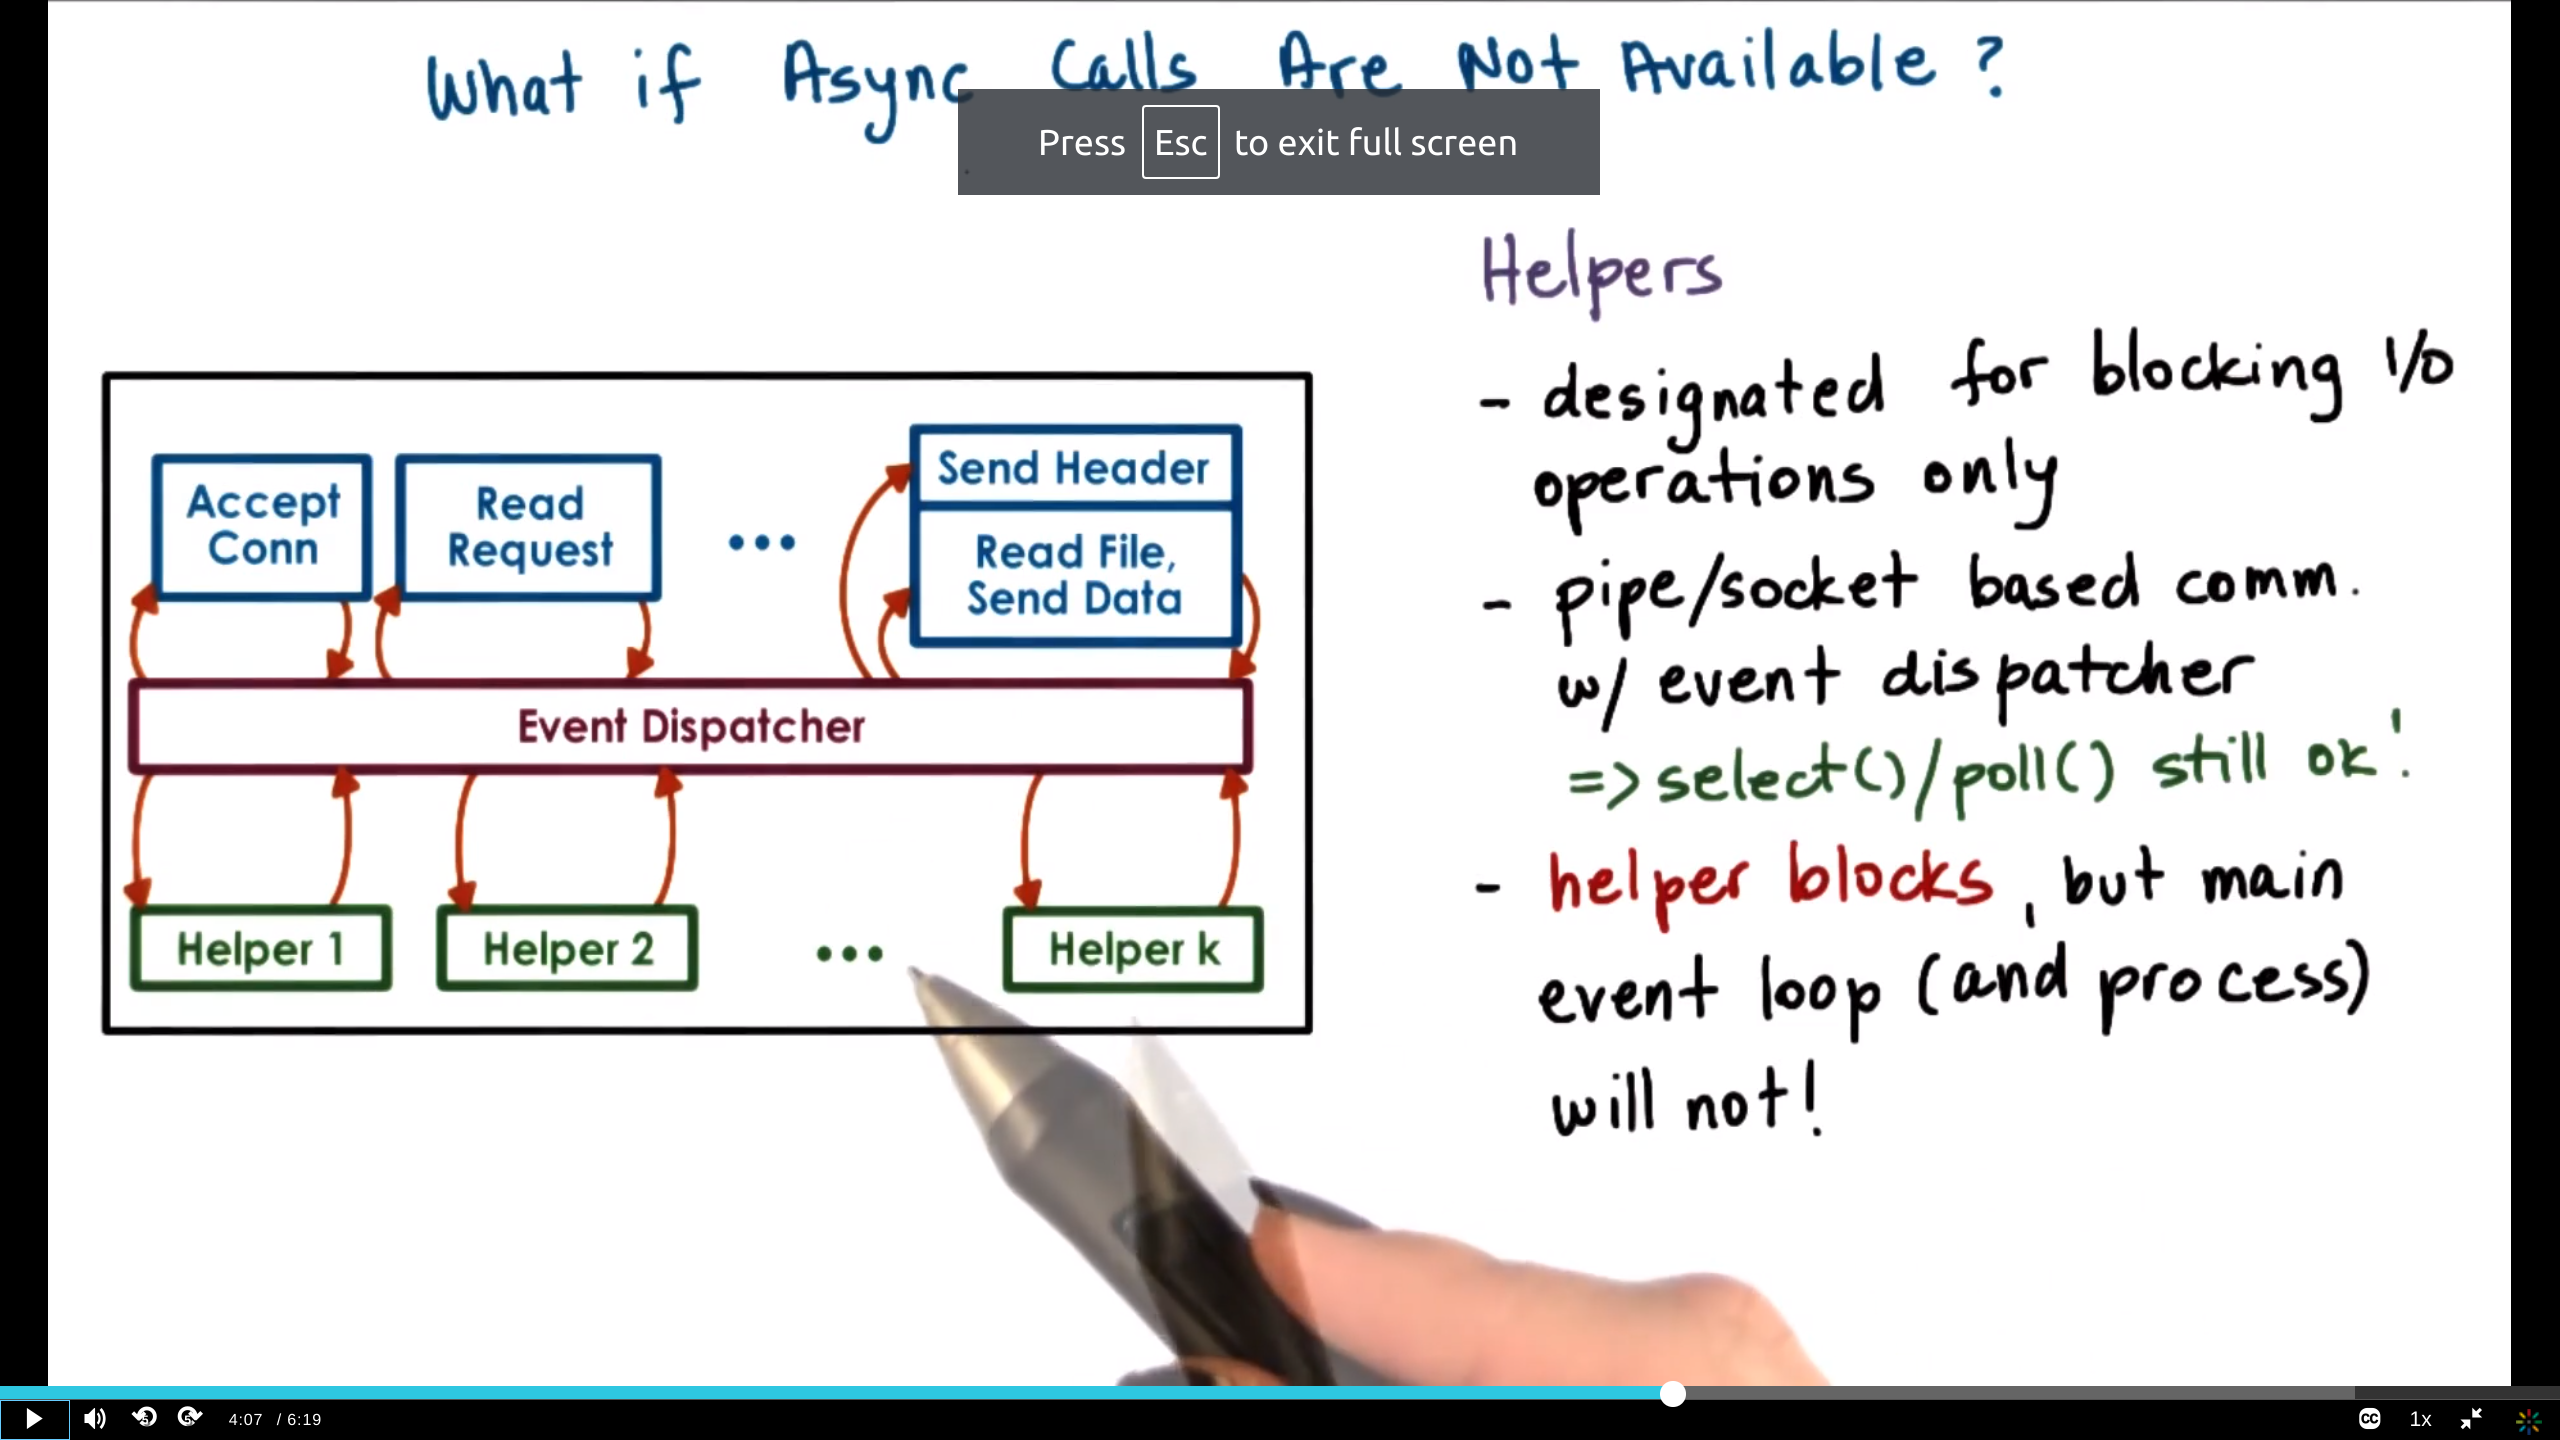 What if Async Calls Are Not Available?
Press Esc to exit full screen
Helpers
- designated for blocking I/O
operations only
- pipe/socket based comm.
w/ event dispatcher
=> select()/poll() still ok!
- helper blocks, but main
event loop (and process)
will not!
Accept
Conn
Read
Request
...
Send Header
Read File,
Send Data
Event Dispatcher
Helper 1
Helper 2
...
Helper k
4:07 / 6:19
CC
1x